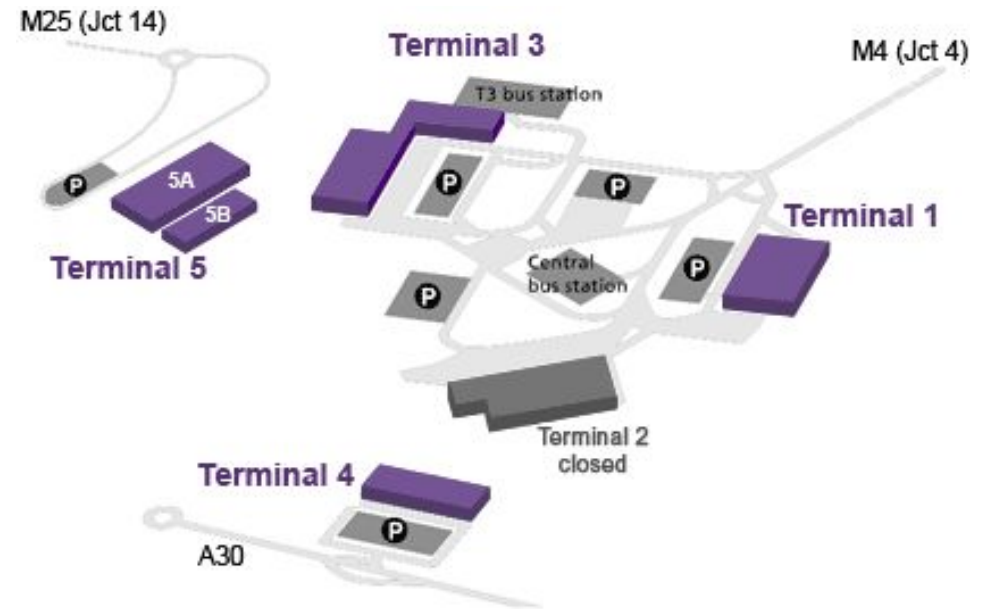 M25 (Jct 14)
Terminal 3
M4 (Jct 4)
T3 bus station
P
5A
P
P
5B
Terminal 1
Terminal 5
Central
bus station
P
P
Terminal 2
closed
Terminal 4
P
A30